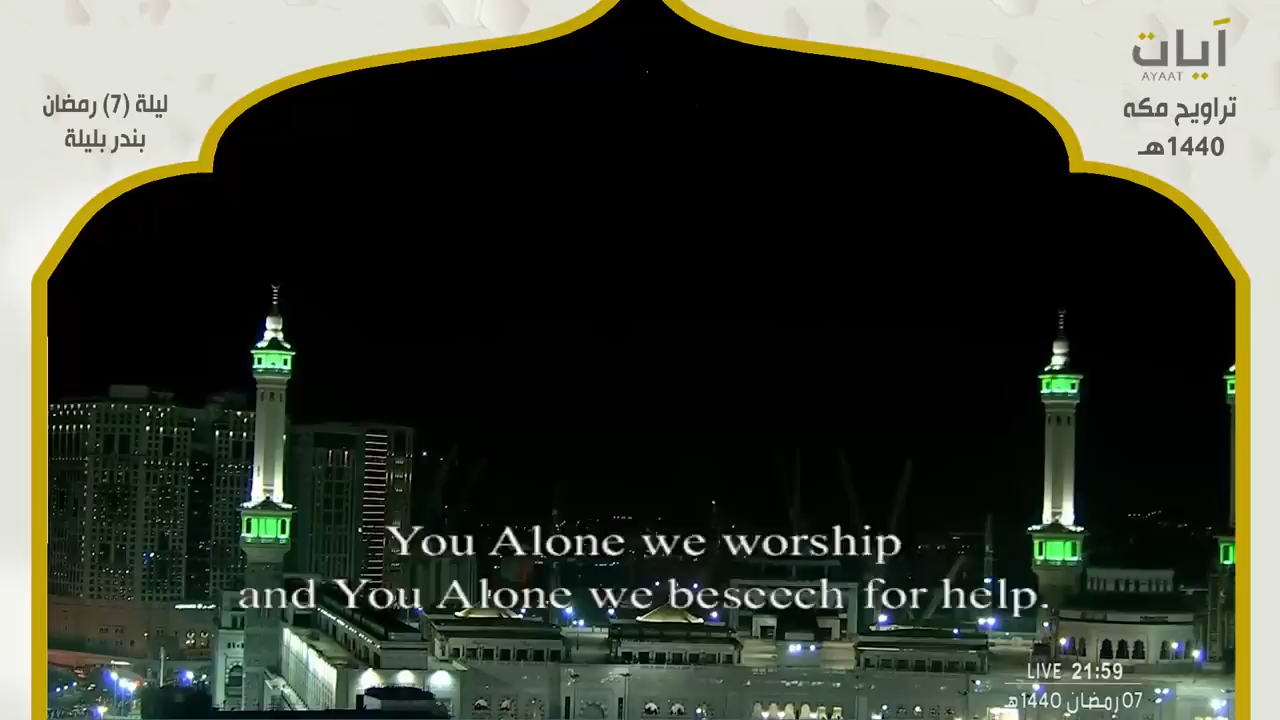 آيات
AYAAT
تراويح مكه
1440هـ
ليلة (7) رمضان
بندر بليلة
You Alone we worship
and You Alone we beseech for help.
LIVE 21:59
07 رمضان 1440هـ